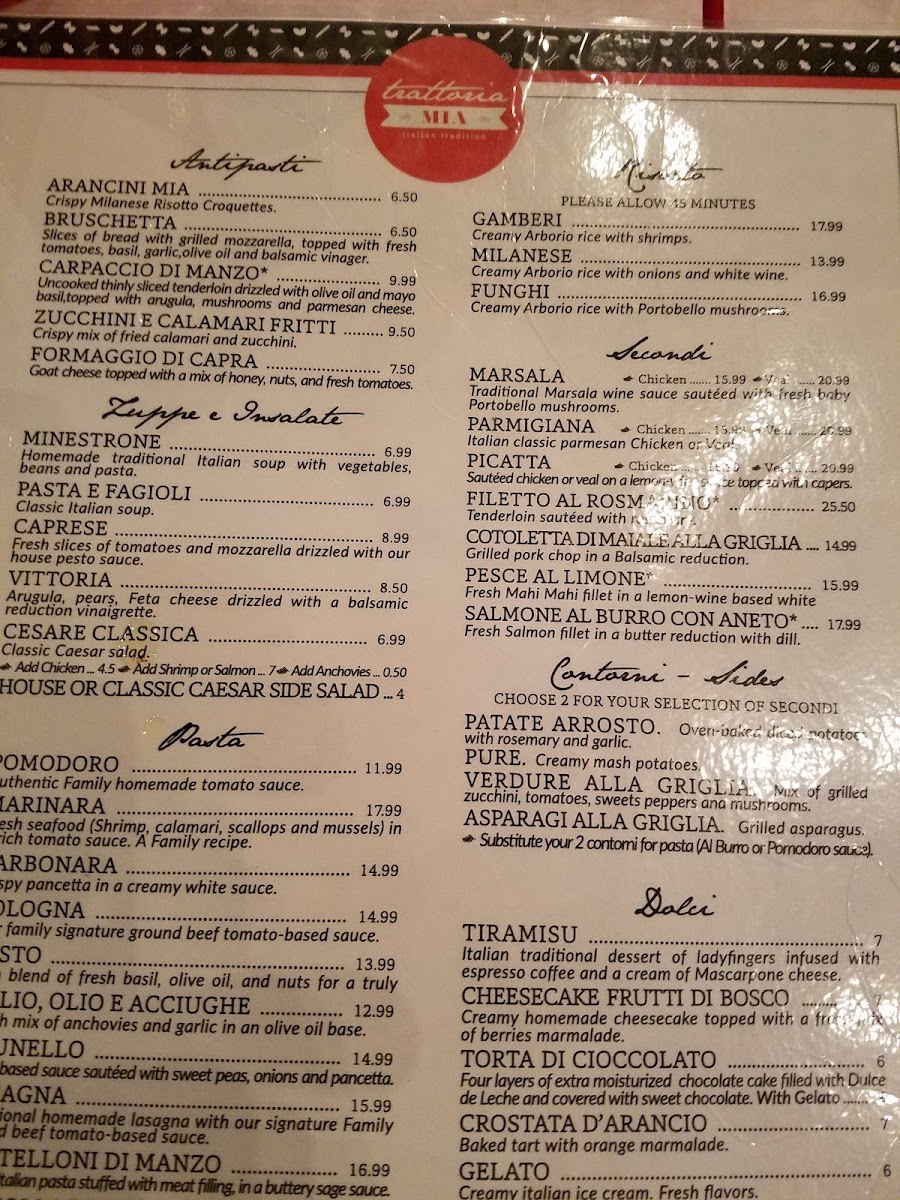 trattoria
MIA
italian tradition
Antipasti
ARANCINI MIA 6.50
Crispy Milanese Risotto Croquettes.
BRUSCHETTA 6.50
Slices of bread with grilled mozzarella, topped with fresh
tomatoes, basil, garlic,olive oil and balsamic vinager.
CARPACCIO DI MANZO* 9.99
Uncooked thinly sliced tenderloin drizzled with olive oil and mayo
basil,topped with arugula, mushrooms and parmesan cheese.
ZUCCHINI E CALAMARI FRITTI 9.50
Crispy mix of fried calamari and zucchini.
FORMAGGIO DI CAPRA 7.50
Goat cheese topped with a mix of honey, nuts, and fresh tomatoes.
Zuppe e Insalate
MINESTRONE 6.99
Homemade traditional Italian soup with vegetables,
beans and pasta.
PASTA E FAGIOLI 6.99
Classic Italian soup.
CAPRESE 8.99
Fresh slices of tomatoes and mozzarella drizzled with our
house pesto sauce.
VITTORIA 8.50
Arugula, pears, Feta cheese drizzled with a balsamic
reduction vinaigrette.
CESARE CLASSICA 6.99
Classic Caesar salad.
Add Chicken ... 4.5 Add Shrimp or Salmon ... 7 Add Anchovies ... 0.50
HOUSE OR CLASSIC CAESAR SIDE SALAD ... 4
Pasta
POMODORO 11.99
uthentic Family homemade tomato sauce.
MARINARA 17.99
esh seafood (Shrimp, calamari, scallops and mussels) in
rich tomato sauce. A Family recipe.
ARBONARA 14.99
spy pancetta in a creamy white sauce.
OLOGNA 14.99
family signature ground beef tomato-based sauce.
STO 13.99
blend of fresh basil, olive oil, and nuts for a truly
LIO, OLIO E ACCIUGHE 12.99
h mix of anchovies and garlic in an olive oil base.
UNELLO 14.99
based sauce sautéed with sweet peas, onions and pancetta.
AGNA 15.99
ional homemade lasagna with our signature Family
d beef tomato-based sauce.
TELLONI DI MANZO 16.99
italian pasta stuffed with meat filling, in a buttery sage sauce.
Risotto
PLEASE ALLOW 45 MINUTES
GAMBERI 17.99
Creamy Arborio rice with shrimps.
MILANESE 13.99
Creamy Arborio rice with onions and white wine.
FUNGHI 16.99
Creamy Arborio rice with Portobello mushrooms.
Secondi
MARSALA Chicken ....... 15.99 Veal ...... 20.99
Traditional Marsala wine sauce sautéed with fresh baby
Portobello mushrooms.
PARMIGIANA Chicken ....... 15.99 Veal ...... 20.99
Italian classic parmesan Chicken or Veal
PICATTA Chicken Veal ...... 20.99
Sautéed chicken or veal on a lemon sauce topped with capers.
FILETTO AL ROSMARINO* 25.50
Tenderloin sautéed with
COTOLETTA DI MAIALE ALLA GRIGLIA .... 14.99
Grilled pork chop in a Balsamic reduction.
PESCE AL LIMONE* 15.99
Fresh Mahi Mahi fillet in a lemon-wine based white
SALMONE AL BURRO CON ANETO* .... 17.99
Fresh Salmon fillet in a butter reduction with dill.
Contorni - Sides
CHOOSE 2 FOR YOUR SELECTION OF SECONDI
PATATE ARROSTO. Oven-baked diced potatoes
with rosemary and garlic.
PURE. Creamy mash potatoes.
VERDURE ALLA GRIGLIA. Mix of grilled
zucchini, tomatoes, sweets peppers and mushrooms.
ASPARAGI ALLA GRIGLIA. Grilled asparagus.
Substitute your 2 contorni for pasta (Al Burro or Pomodoro sauce).
Dolci
TIRAMISU 7
Italian traditional dessert of ladyfingers infused with
espresso coffee and a cream of Mascarpone cheese.
CHEESECAKE FRUTTI DI BOSCO 7
Creamy homemade cheesecake topped with a
of berries marmalade.
TORTA DI CIOCCOLATO 6
Four layers of extra moisturized chocolate cake filled with Dulce
de Leche and covered with sweet chocolate. With Gelato
CROSTATA D'ARANCIO 7
Baked tart with orange marmalade.
GELATO 6
Creamy italian ice cream. Fresh flavors.